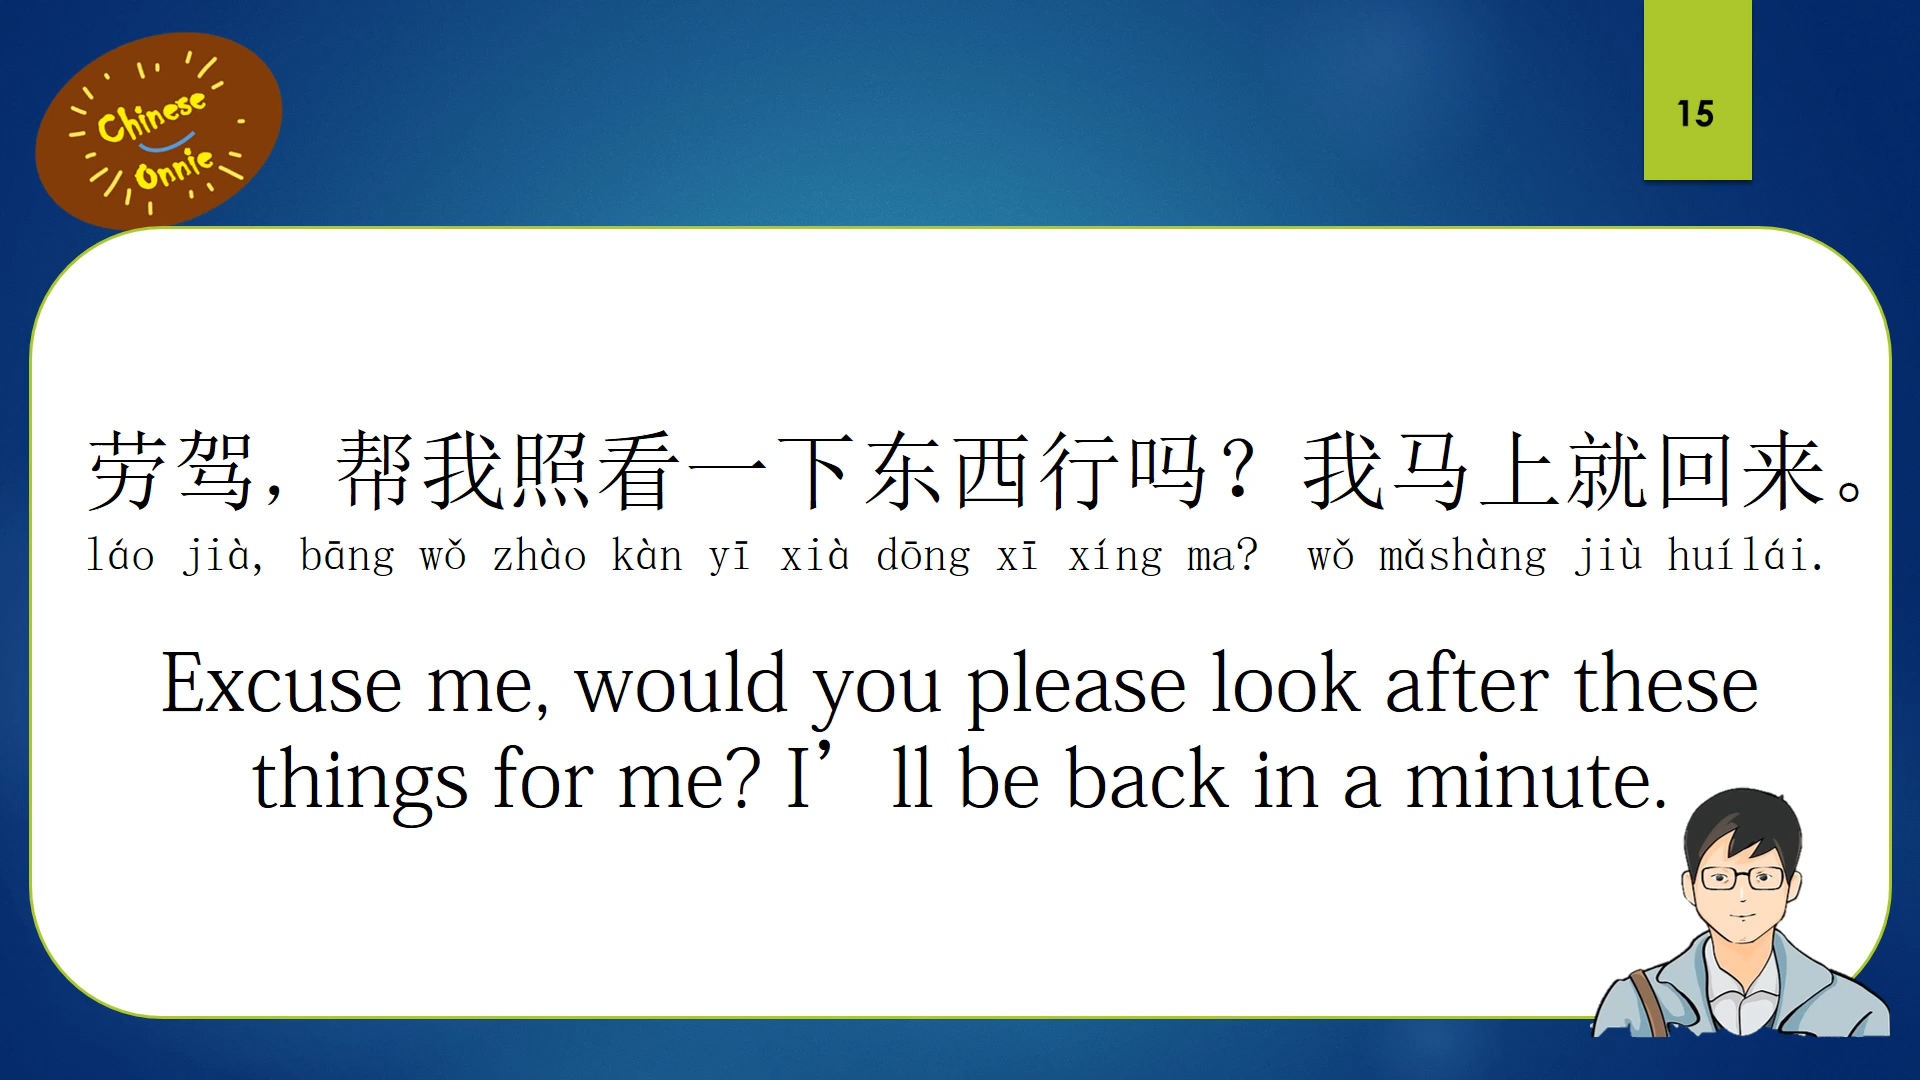 Chinese
Onnie
15
劳驾，帮我照看一下东西行吗？我马上就回来。
láo jià, bāng wǒ zhào kàn yī xià dōng xī xíng ma?  wǒ mǎshàng jiù huílái.
Excuse me, would you please look after these
things for me? I’ll be back in a minute.